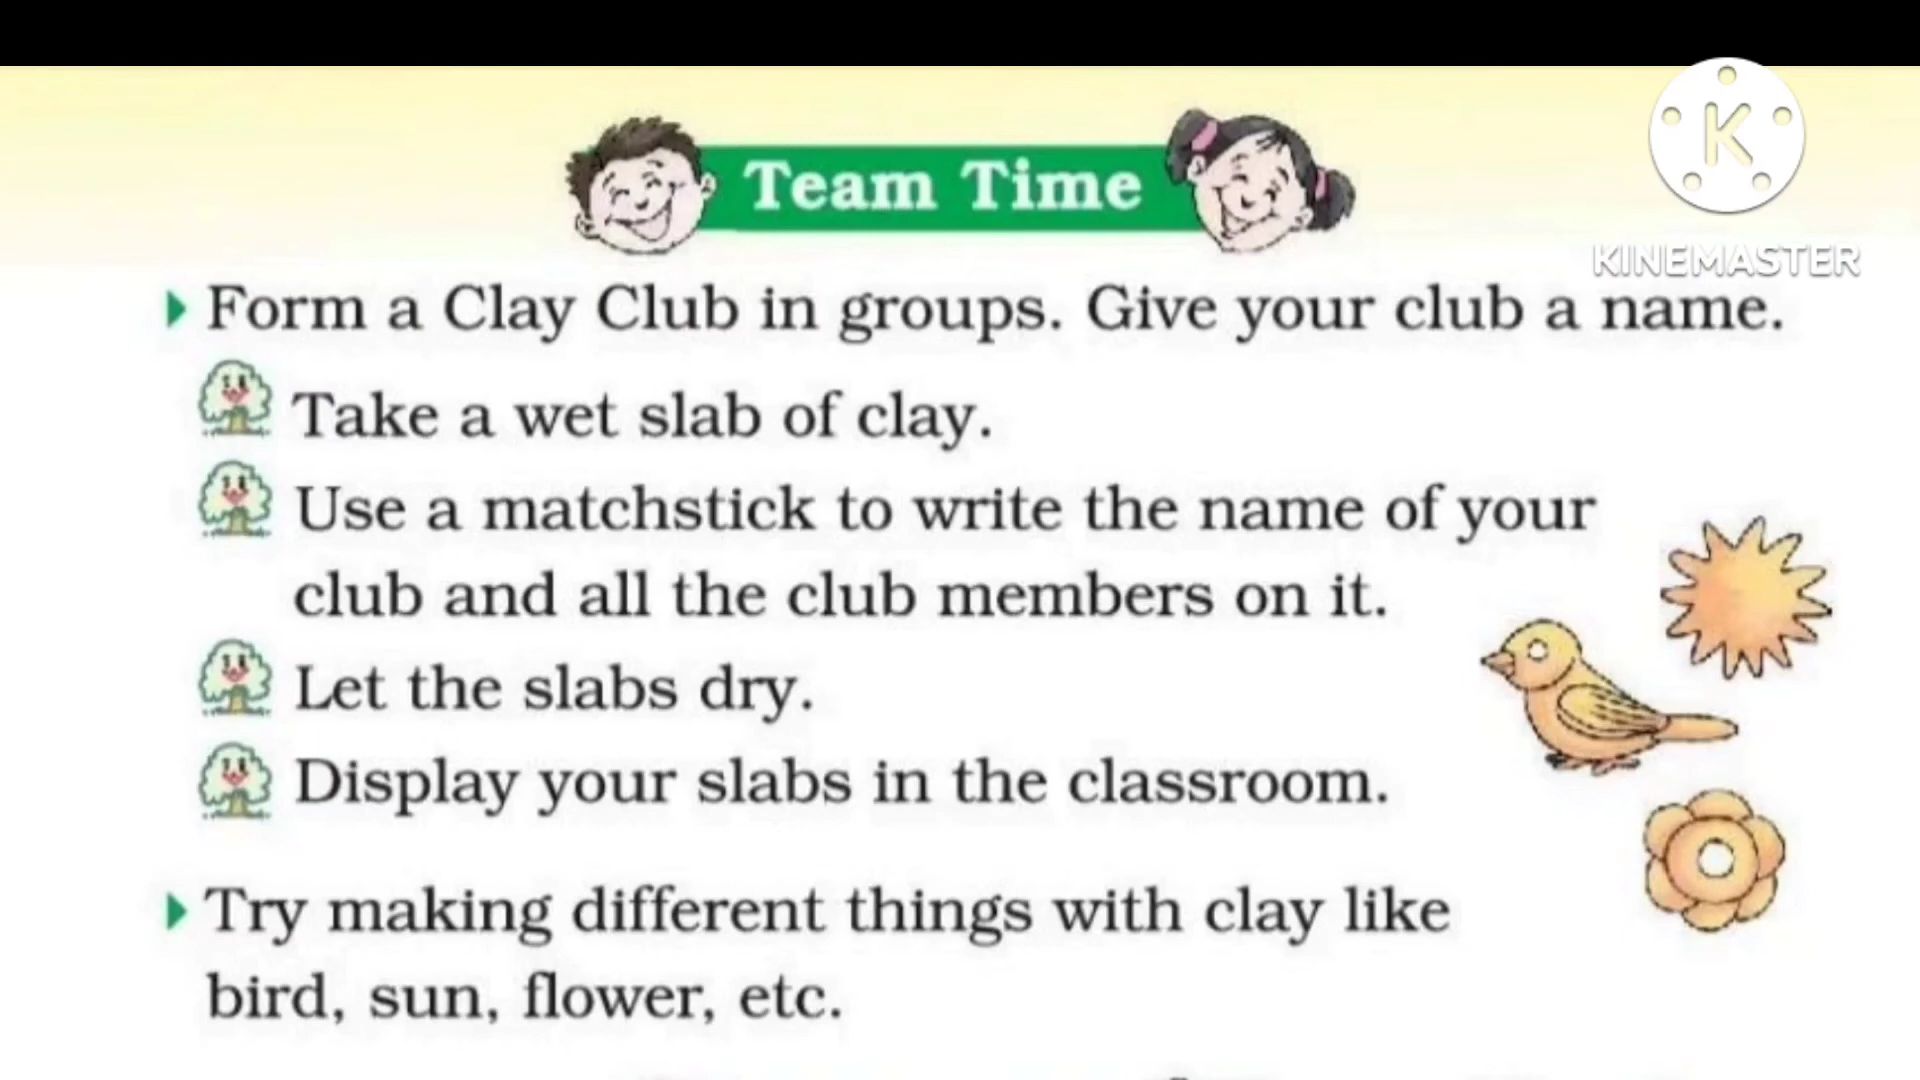 Team Time
K
KINEMASTER
Form a Clay Club in groups. Give your club a name.
Take a wet slab of clay.
Use a matchstick to write the name of your
club and all the club members on it.
Let the slabs dry.
Display your slabs in the classroom.
Try making different things with clay like
bird, sun, flower, etc.